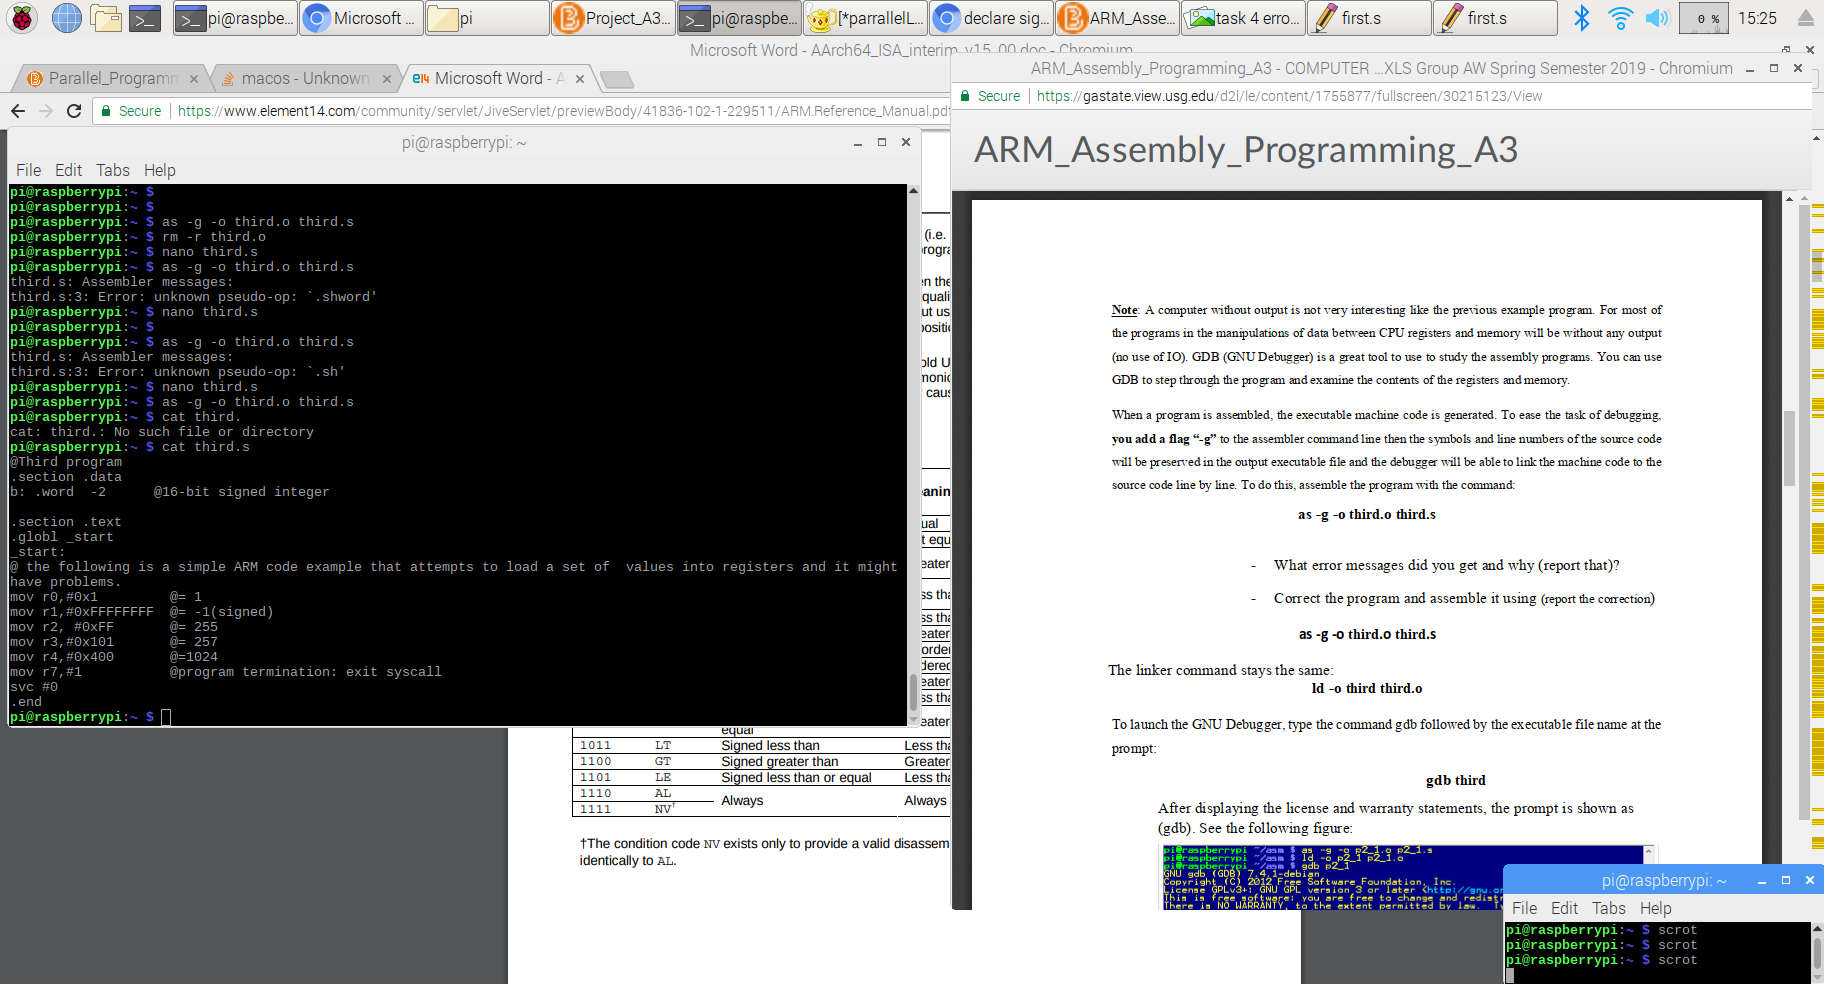 pi@raspbe...
Microsoft ...
pi
Project_A3...
pi@raspbe...
[*parrallelL...
declare sig...
ARM_Asse...
task 4 erro...
first.s
first.s
0 %
15:25
Microsoft Word - AArch64_ISA_interim_v15_00.doc - Chromium
Parallel_Programm
macos - Unknown
Microsoft Word - A
Secure
https://www.element14.com/community/servlet/JiveServlet/previewBody/41836-102-1-229511/ARM.Reference_Manual.pdf
pi@raspberrypi: ~
File Edit Tabs Help
pi@raspberrypi:~ $
pi@raspberrypi:~ $
pi@raspberrypi:~ $ as -g -o third.o third.s
pi@raspberrypi:~ $ rm -r third.o
pi@raspberrypi:~ $ nano third.s
pi@raspberrypi:~ $ as -g -o third.o third.s
third.s: Assembler messages:
third.s:3: Error: unknown pseudo-op: `.shword'
pi@raspberrypi:~ $ nano third.s
pi@raspberrypi:~ $
pi@raspberrypi:~ $ as -g -o third.o third.s
third.s: Assembler messages:
third.s:3: Error: unknown pseudo-op: `.sh'
pi@raspberrypi:~ $ nano third.s
pi@raspberrypi:~ $ as -g -o third.o third.s
pi@raspberrypi:~ $ cat third.
cat: third.: No such file or directory
pi@raspberrypi:~ $ cat third.s
@Third program
.section .data
b: .word  -2      @16-bit signed integer
.section .text
.globl _start
_start:
@ the following is a simple ARM code example that attempts to load a set of  values into registers and it might
have problems.
mov r0,#0x1         @= 1
mov r1,#0xFFFFFFFF  @= -1(signed)
mov r2, #0xFF       @= 255
mov r3,#0x101       @= 257
mov r4,#0x400       @=1024
mov r7,#1           @program termination: exit syscall
svc #0
.end
pi@raspberrypi:~ $
equal
1011 LT Signed less than Less tha
1100 GT Signed greater than Greater
1101 LE Signed less than or equal Less tha
1110 AL Always Always
1111 NV†
†The condition code NV exists only to provide a valid disassem
identically to AL.
ARM_Assembly_Programming_A3 - COMPUTER ...XLS Group AW Spring Semester 2019 - Chromium
Secure
https://gastate.view.usg.edu/d2l/le/content/1755877/fullscreen/30215123/View
ARM_Assembly_Programming_A3
Note: A computer without output is not very interesting like the previous example program. For most of
the programs in the manipulations of data between CPU registers and memory will be without any output
(no use of IO). GDB (GNU Debugger) is a great tool to use to study the assembly programs. You can use
GDB to step through the program and examine the contents of the registers and memory.
When a program is assembled, the executable machine code is generated. To ease the task of debugging,
you add a flag “-g” to the assembler command line then the symbols and line numbers of the source code
will be preserved in the output executable file and the debugger will be able to link the machine code to the
source code line by line. To do this, assemble the program with the command:
as -g -o third.o third.s
- What error messages did you get and why (report that)?
- Correct the program and assemble it using (report the correction)
as -g -o third.o third.s
The linker command stays the same:
ld -o third third.o
To launch the GNU Debugger, type the command gdb followed by the executable file name at the
prompt:
gdb third
After displaying the license and warranty statements, the prompt is shown as
(gdb). See the following figure:
pi@raspberrypi ~/asm $ as -g -o p2_1.o p2_1.s
pi@raspberrypi ~/asm $ ld -o p2_1 p2_1.o
pi@raspberrypi ~/asm $ gdb p2_1
GNU gdb (GDB) 7.4.1-debian
Copyright (C) 2012 Free Software Foundation, Inc.
License GPLv3+: GNU GPL version 3 or later <http://gnu.or
This is free software: you are free to change and redistr
There is NO WARRANTY, to the extent permitted by law.  Ty
pi@raspberrypi: ~
File Edit Tabs Help
pi@raspberrypi:~ $ scrot
pi@raspberrypi:~ $ scrot
pi@raspberrypi:~ $ scrot